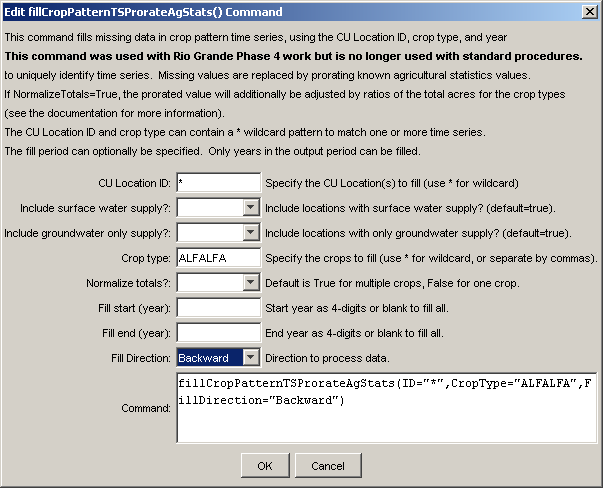 Edit fillCropPatternTSProrateAgStats() Command
This command fills missing data in crop pattern time series, using the CU Location ID, crop type, and year
This command was used with Rio Grande Phase 4 work but is no longer used with standard procedures.
to uniquely identify time series. Missing values are replaced by prorating known agricultural statistics values.
If NormalizeTotals=True, the prorated value will additionally be adjusted by ratios of the total acres for the crop types
(see the documentation for more information).
The CU Location ID and crop type can contain a * wildcard pattern to match one or more time series.
The fill period can optionally be specified. Only years in the output period can be filled.
CU Location ID: * Specify the CU Location(s) to fill (use * for wildcard)
Include surface water supply?: Include locations with surface water supply? (default=true).
Include groundwater only supply?: Include locations with only groundwater supply? (default=true).
Crop type: ALFALFA Specify the crops to fill (use * for wildcard, or separate by commas).
Normalize totals?: Default is True for multiple crops, False for one crop.
Fill start (year): Start year as 4-digits or blank to fill all.
Fill end (year): End year as 4-digits or blank to fill all.
Fill Direction: Backward Direction to process data.
Command: fillCropPatternTSProrateAgStats(ID="*",CropType="ALFALFA",F
illDirection="Backward")
OK Cancel